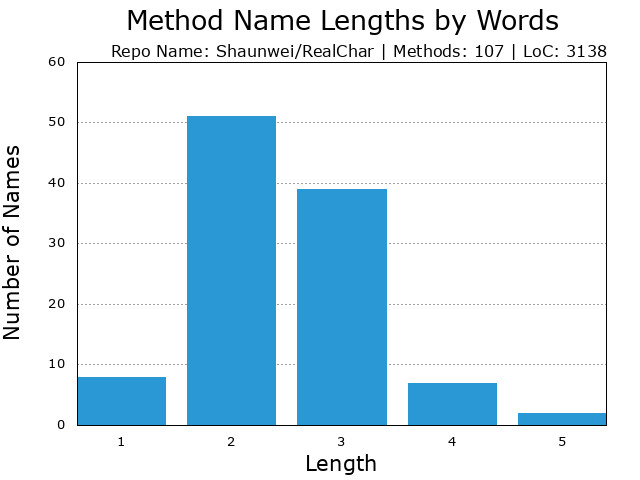 Method Name Lengths by Words
Repo Name: Shaunwei/RealChar | Methods: 107 | LoC: 3138
Number of Names
60
50
40
30
20
10
0
1 2 3 4 5
Length